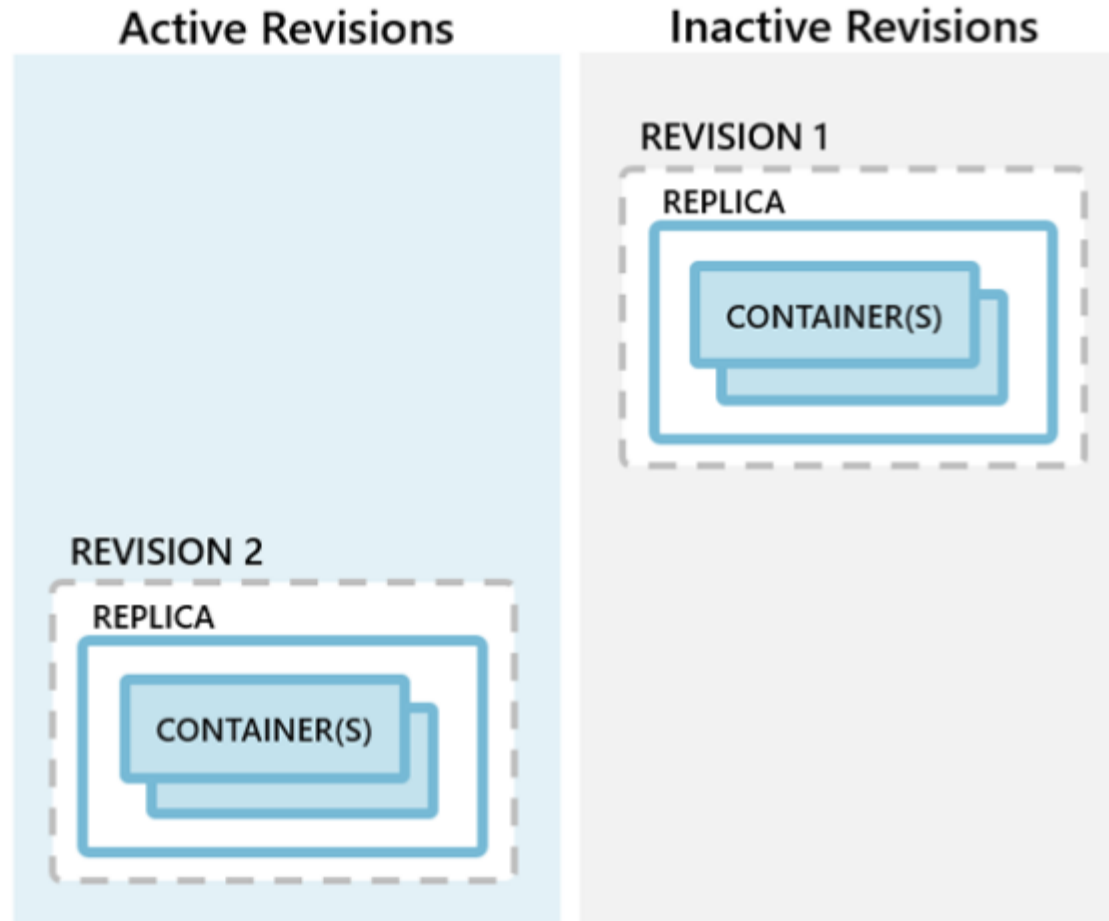 Active Revisions
Inactive Revisions
REVISION 1
REPLICA
CONTAINER(S)
REVISION 2
REPLICA
CONTAINER(S)